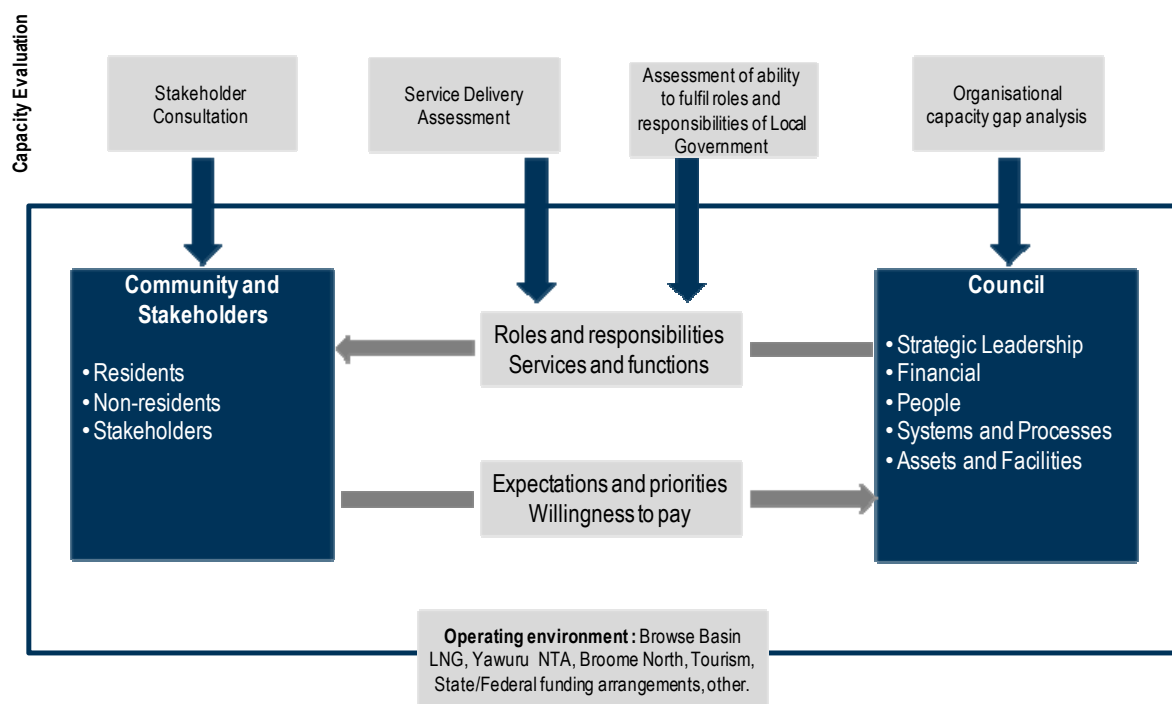 Capacity Evaluation
Stakeholder
Consultation
Service Delivery
Assessment
Assessment of ability
to fulfil roles and
responsibilities of Local
Government
Organisational
capacity gap analysis
Community and
Stakeholders
• Residents
• Non-residents
• Stakeholders
Roles and responsibilities
Services and functions
Expectations and priorities
Willingness to pay
Council
• Strategic Leadership
• Financial
• People
• Systems and Processes
• Assets and Facilities
Operating environment : Browse Basin
LNG, Yawuru NTA, Broome North, Tourism,
State/Federal funding arrangements, other.